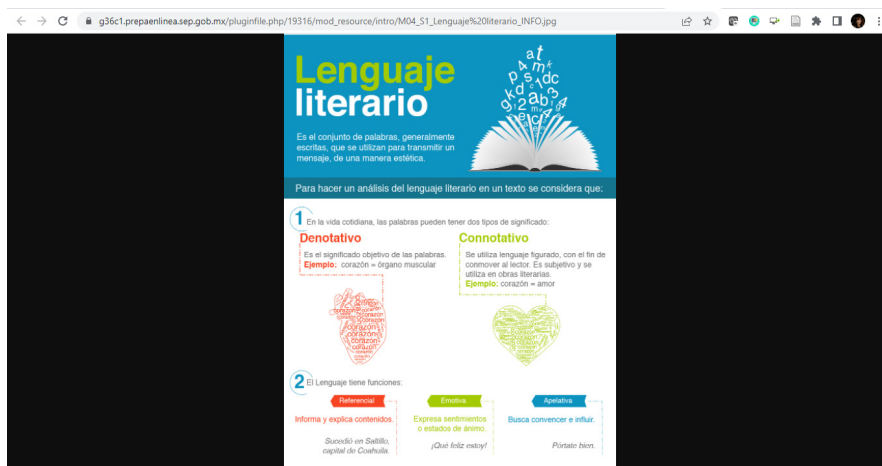 g36c1.prepaenlinea.sep.gob.mx/pluginfile.php/19316/mod_resource/intro/M04_S1_Lenguaje%20literario_INFO.jpg
Lenguaje
literario
Es el conjunto de palabras, generalmente
escritas, que se utilizan para transmitir un
mensaje, de una manera estética.
Para hacer un análisis del lenguaje literario en un texto se considera que:
1 En la vida cotidiana, las palabras pueden tener dos tipos de significado:
Denotativo
Es el significado objetivo de las palabras.
Ejemplo: corazón = órgano muscular
Connotativo
Se utiliza lenguaje figurado, con el fin de
conmover al lector. Es subjetivo y se
utiliza en obras literarias.
Ejemplo: corazón = amor
corazón
corazón
corazón
corazón
2 El Lenguaje tiene funciones:
Referencial
Informa y explica contenidos.
Sucedió en Saltillo,
capital de Coahuila.
Emotiva
Expresa sentimientos
o estados de ánimo.
¡Qué feliz estoy!
Apelativa
Busca convencer e influir.
Pórtate bien.